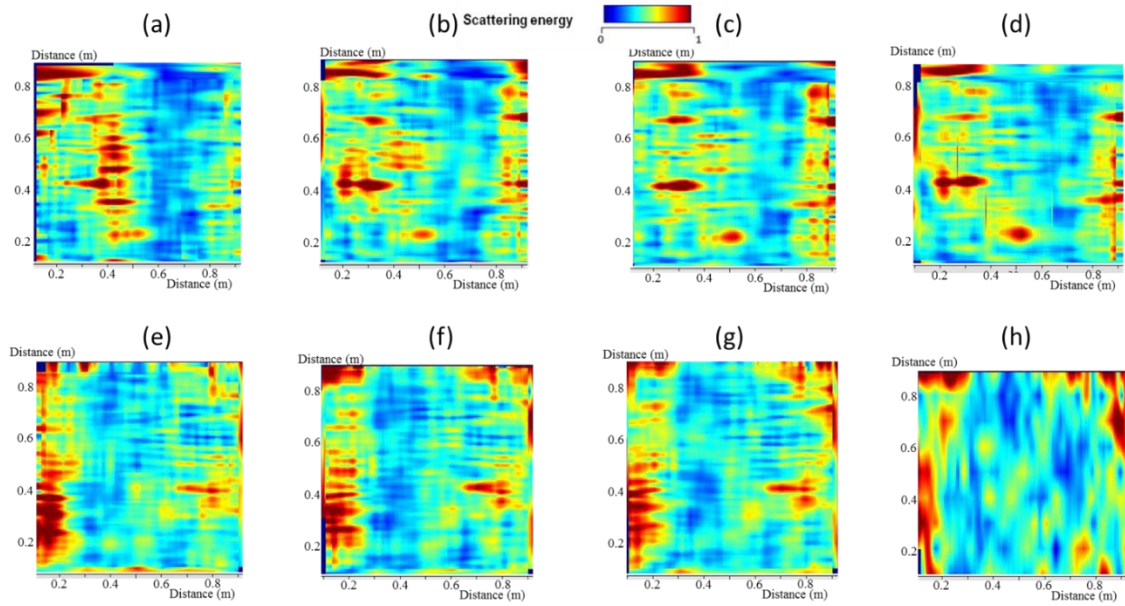 (a) (b) Scattering energy (c) (d)
0 1
Distance (m) Distance (m) Distance (m) Distance (m)
0.8 0.8 0.8 0.8
0.6 0.6 0.6 0.6
0.4 0.4 0.4 0.4
0.2 0.2 0.2 0.2
0.2 0.4 0.6 0.8 0.2 0.4 0.6 0.8 0.2 0.4 0.6 0.8 0.2 0.4 0.6 0.8
Distance (m) Distance (m) Distance (m) Distance (m)
(e) (f) (g) (h)
Distance (m) Distance (m) Distance (m) Distance (m)
0.8 0.8 0.8 0.8
0.6 0.6 0.6 0.6
0.4 0.4 0.4 0.4
0.2 0.2 0.2 0.2
0.2 0.4 0.6 0.8 0.2 0.4 0.6 0.8 0.2 0.4 0.6 0.8 0.2 0.4 0.6 0.8
Distance (m) Distance (m) Distance (m) Distance (m)